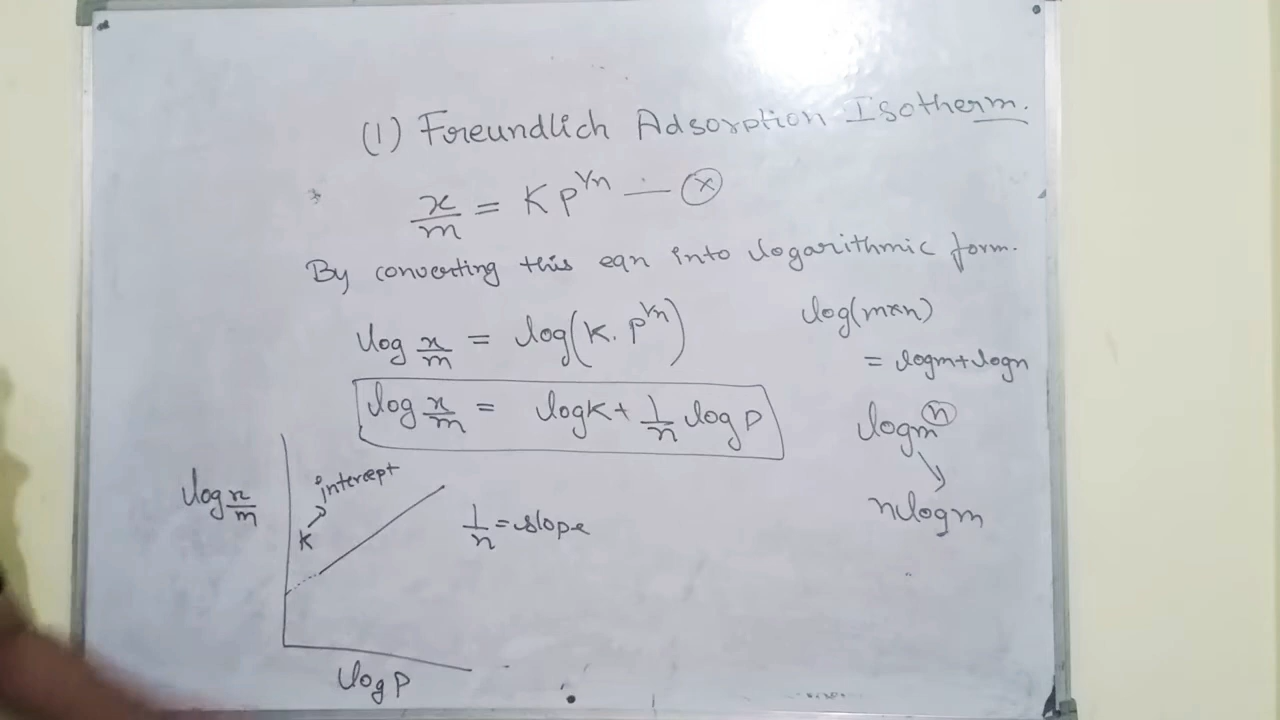 (1) Freundlich Adsorption Isotherm.
x/m = K P^1/n — (x)
By converting this eqn into logarithmic form.
log x/m = log(K. P^1/n)
log x/m = logK + 1/n log P
log(m×n)
= logm+logn
logm^n
nlogm
log x/m
intercept
K
1/n = slope
log P